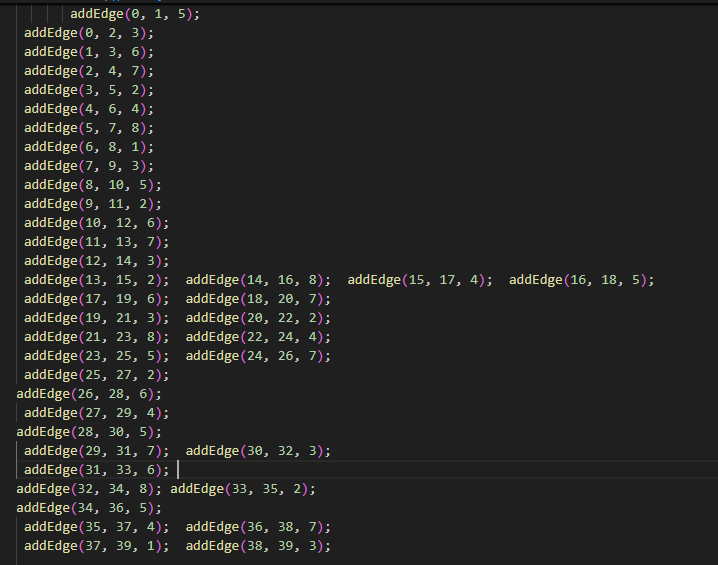 addEdge(0, 1, 5);
addEdge(0, 2, 3);
addEdge(1, 3, 6);
addEdge(2, 4, 7);
addEdge(3, 5, 2);
addEdge(4, 6, 4);
addEdge(5, 7, 8);
addEdge(6, 8, 1);
addEdge(7, 9, 3);
addEdge(8, 10, 5);
addEdge(9, 11, 2);
addEdge(10, 12, 6);
addEdge(11, 13, 7);
addEdge(12, 14, 3);
addEdge(13, 15, 2);  addEdge(14, 16, 8);  addEdge(15, 17, 4);  addEdge(16, 18, 5);
addEdge(17, 19, 6);  addEdge(18, 20, 7);
addEdge(19, 21, 3);  addEdge(20, 22, 2);
addEdge(21, 23, 8);  addEdge(22, 24, 4);
addEdge(23, 25, 5);  addEdge(24, 26, 7);
addEdge(25, 27, 2);
addEdge(26, 28, 6);
addEdge(27, 29, 4);
addEdge(28, 30, 5);
addEdge(29, 31, 7);  addEdge(30, 32, 3);
addEdge(31, 33, 6);
addEdge(32, 34, 8); addEdge(33, 35, 2);
addEdge(34, 36, 5);
addEdge(35, 37, 4);  addEdge(36, 38, 7);
addEdge(37, 39, 1);  addEdge(38, 39, 3);